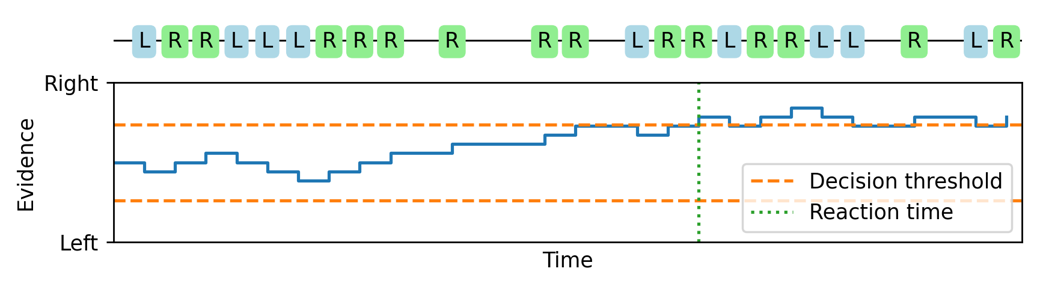 L R R L L L R R R R R R L R R L R R L L R L R
Right
Evidence
Decision threshold
Reaction time
Left
Time